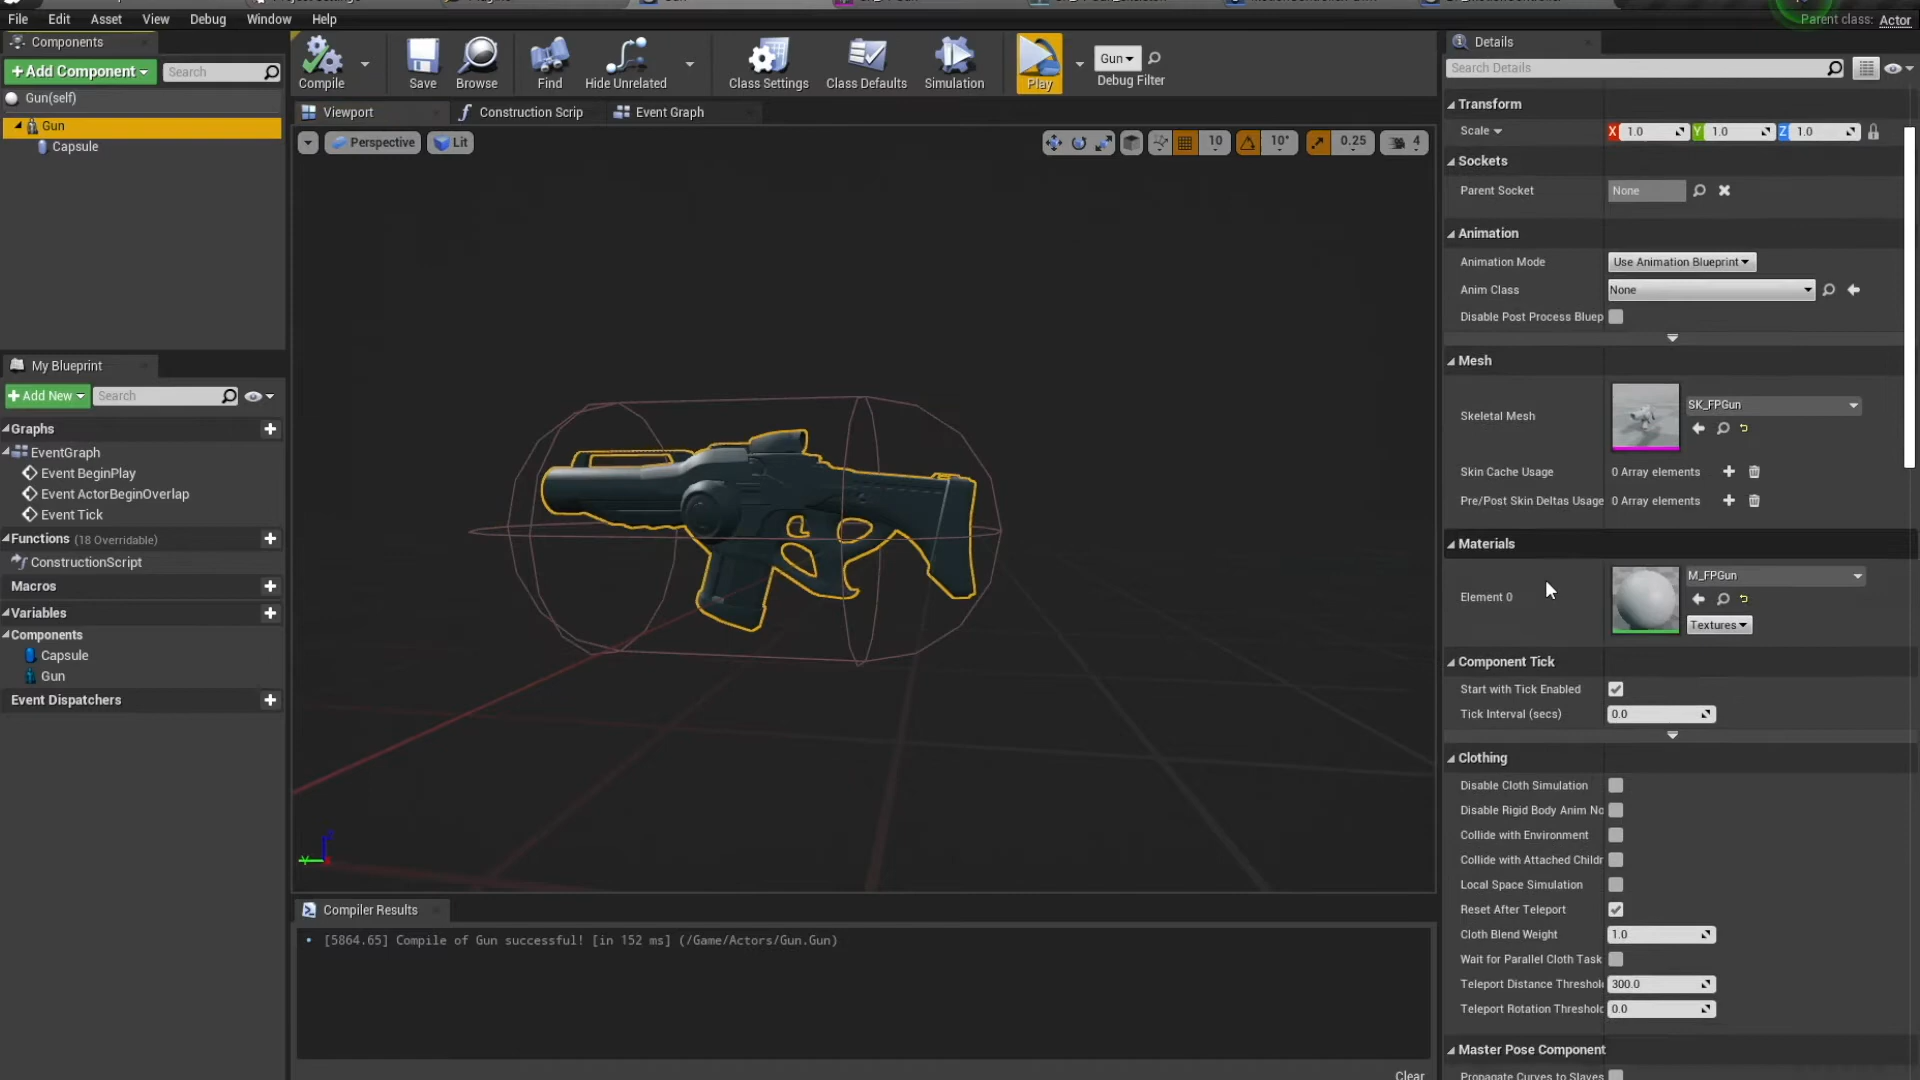 File Edit Asset View Debug Window Help
Parent class: Actor
Components
Add Component
Search
Gun(self)
Gun
Capsule
Compile
Save
Browse
Find
Hide Unrelated
Class Settings
Class Defaults
Simulation
Play
Gun
Debug Filter
Viewport
Construction Scrip
Event Graph
Perspective
Lit
10
10°
0.25
4
My Blueprint
Add New
Search
Graphs
EventGraph
Event BeginPlay
Event ActorBeginOverlap
Event Tick
Functions (18 Overridable)
ConstructionScript
Macros
Variables
Components
Capsule
Gun
Event Dispatchers
Compiler Results
[5864.65] Compile of Gun successful! [in 152 ms] (/Game/Actors/Gun.Gun)
Clear
Details
Search Details
Transform
Scale X 1.0 Y 1.0 Z 1.0
Sockets
Parent Socket None
Animation
Animation Mode Use Animation Blueprint
Anim Class None
Disable Post Process Bluep
Mesh
Skeletal Mesh SK_FPGun
Skin Cache Usage 0 Array elements
Pre/Post Skin Deltas Usage 0 Array elements
Materials
Element 0 M_FPGun
Textures
Component Tick
Start with Tick Enabled
Tick Interval (secs) 0.0
Clothing
Disable Cloth Simulation
Disable Rigid Body Anim No
Collide with Environment
Collide with Attached Childr
Local Space Simulation
Reset After Teleport
Cloth Blend Weight 1.0
Wait for Parallel Cloth Task
Teleport Distance Threshol 300.0
Teleport Rotation Threshold 0.0
Master Pose Component
Propagate Curves to Slaves